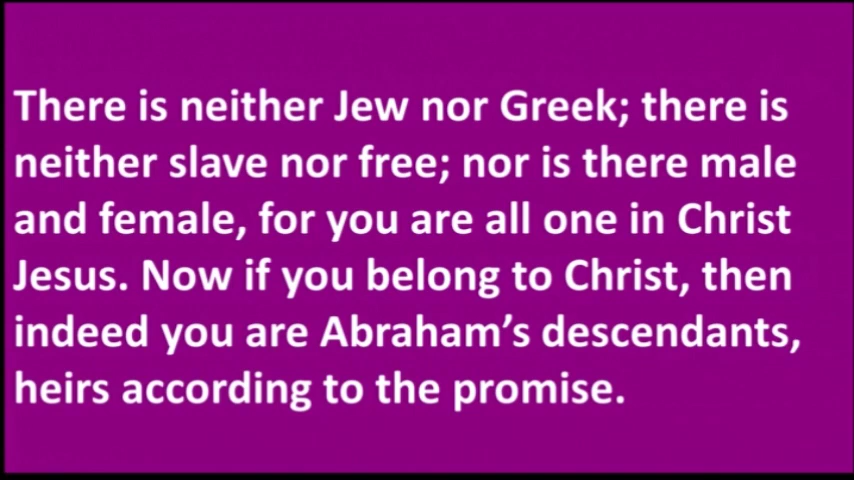 There is neither Jew nor Greek; there is
neither slave nor free; nor is there male
and female, for you are all one in Christ
Jesus. Now if you belong to Christ, then
indeed you are Abraham’s descendants,
heirs according to the promise.